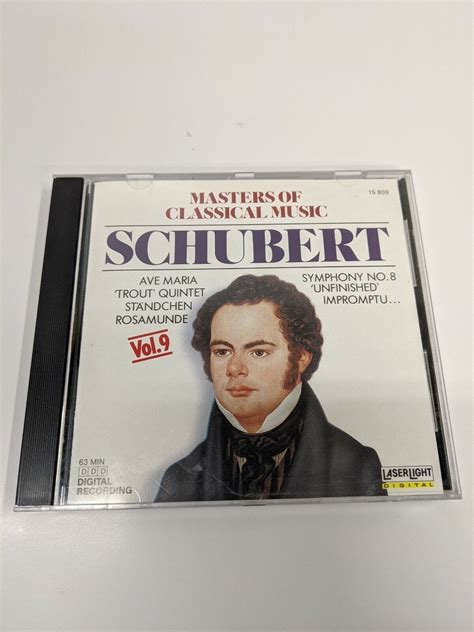 15 809
MASTERS OF
CLASSICAL MUSIC
SCHUBERT
AVE MARIA
'TROUT' QUINTET
STÄNDCHEN
ROSAMUNDE
SYMPHONY NO. 8
'UNFINISHED'
IMPROMPTU...
Vol.9
63 MIN
DDD
DIGITAL
RECORDING
LASERLIGHT
DIGITAL